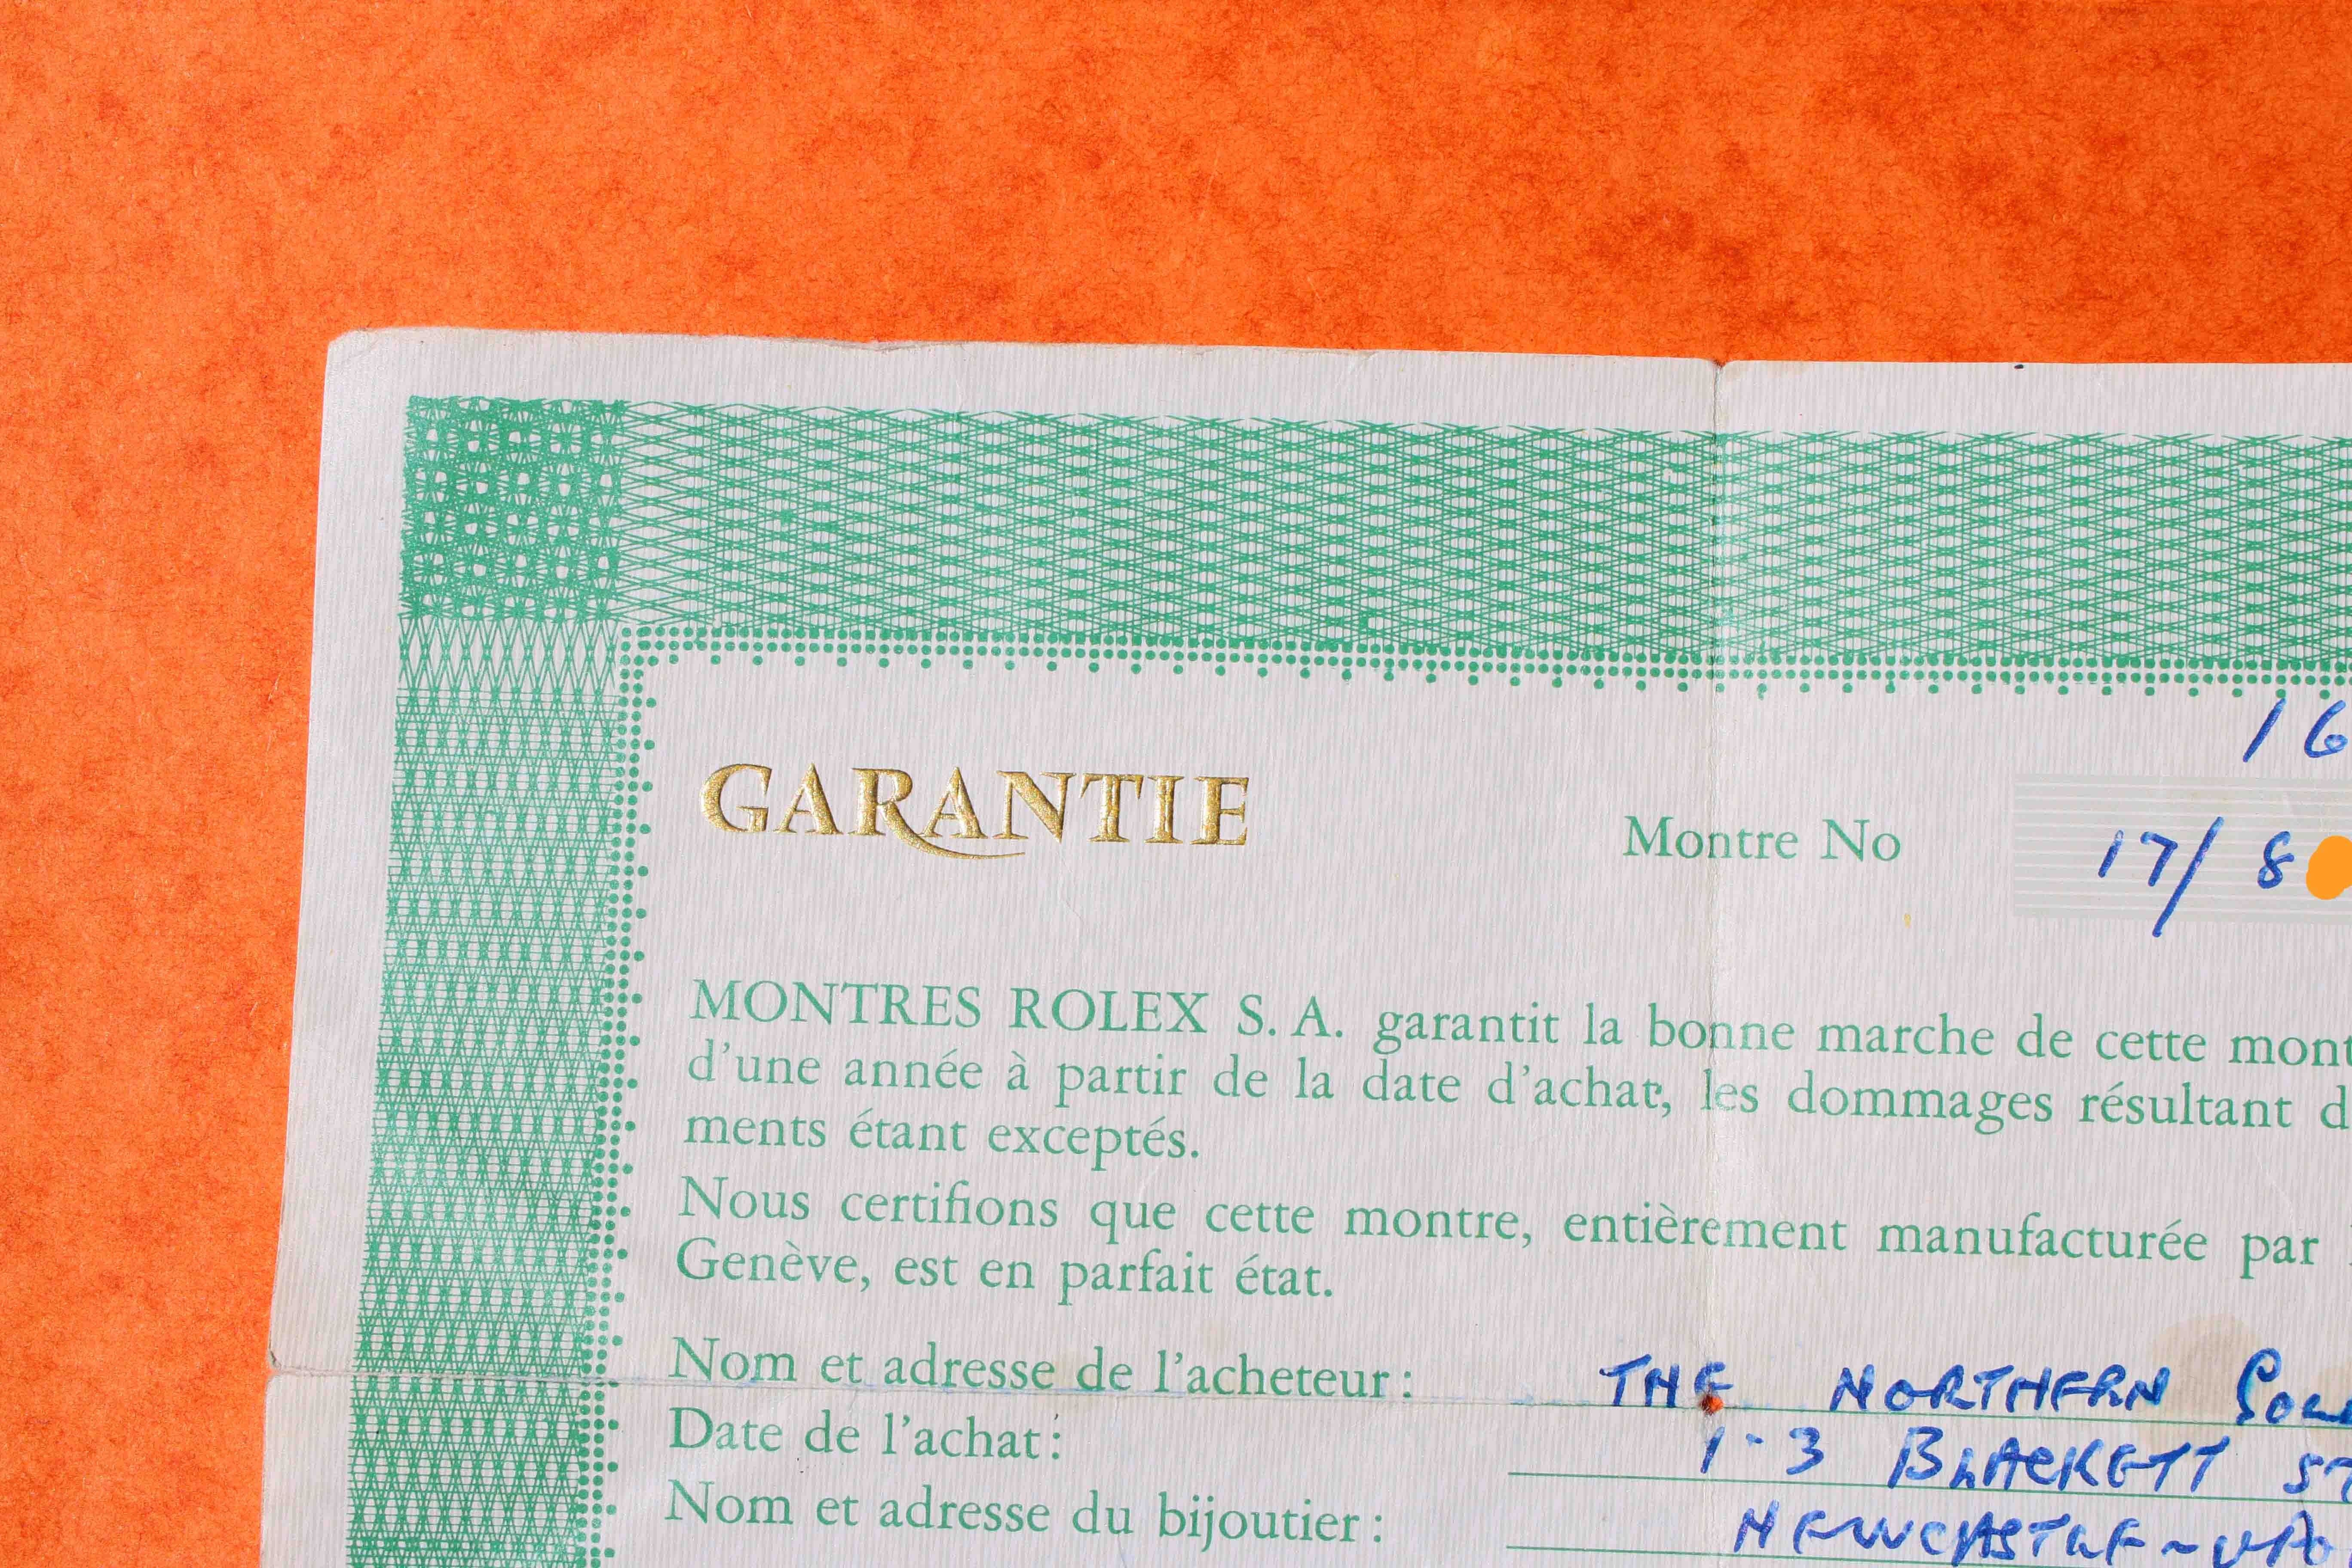 16
GARANTIE
Montre No 17/8
MONTRES ROLEX S. A. garantit la bonne marche de cette mont
d'une année à partir de la date d'achat, les dommages résultant d
ments étant exceptés.
Nous certifions que cette montre, entièrement manufacturée par
Genève, est en parfait état.
Nom et adresse de l'acheteur: THE NORTHERN
Date de l'achat: 1-3 BLACKETT ST
Nom et adresse du bijoutier: NEWCASTLE-UPO